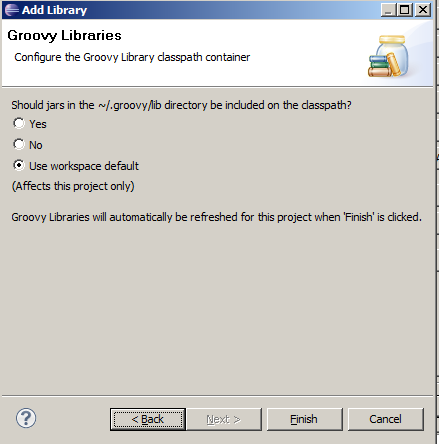 Add Library
Groovy Libraries
Configure the Groovy Library classpath container
Should jars in the ~/.groovy/lib directory be included on the classpath?
Yes
No
Use workspace default
(Affects this project only)
Groovy Libraries will automatically be refreshed for this project when 'Finish' is clicked.
? < Back Next > Finish Cancel